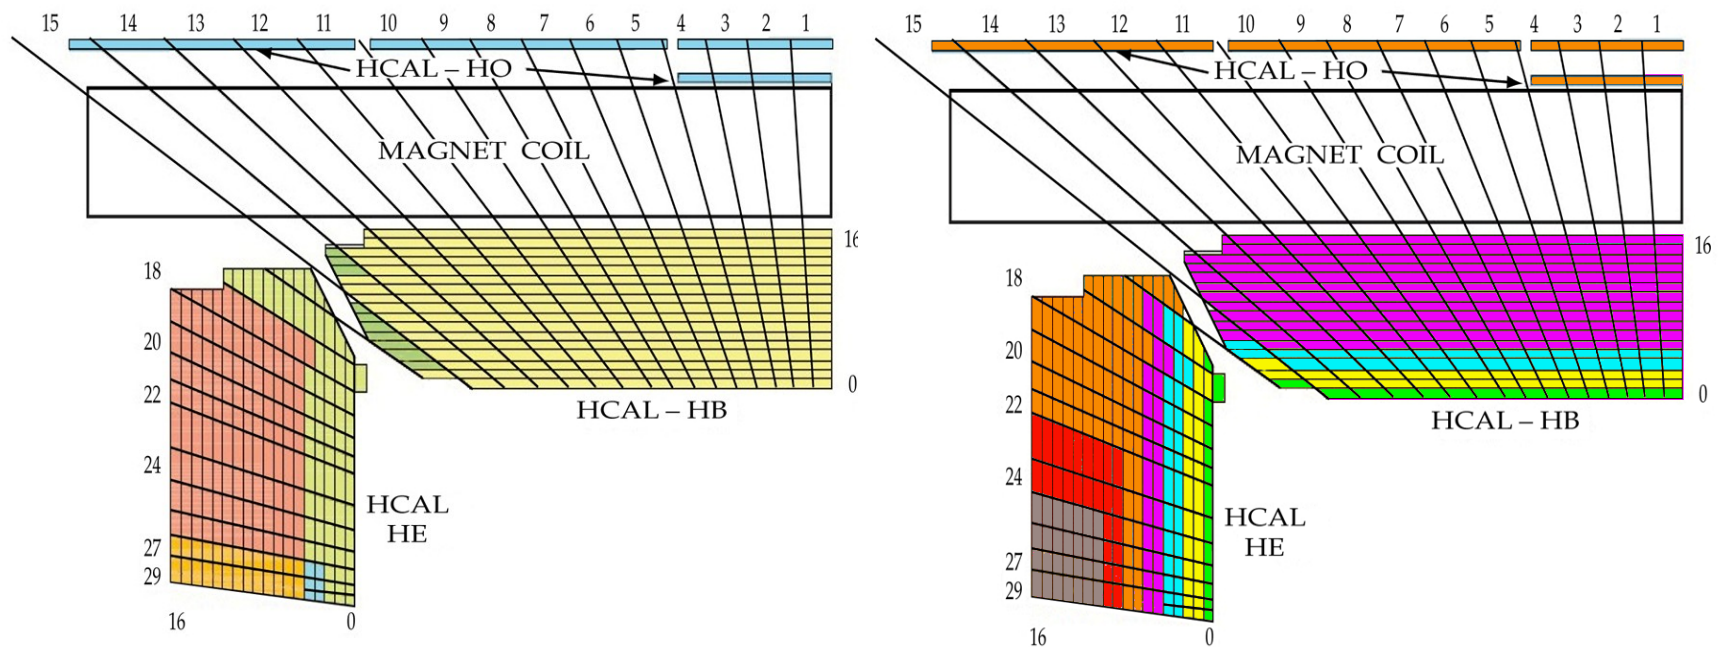 15 14 13 12 11 10 9 8 7 6 5 4 3 2 1
HCAL – HO
MAGNET COIL
16
18
20
22
0
HCAL – HB
24
HCAL
HE
27
29
16 0
15 14 13 12 11 10 9 8 7 6 5 4 3 2 1
HCAL – HO
MAGNET COIL
16
18
20
22
0
HCAL – HB
24
HCAL
HE
27
29
16 0